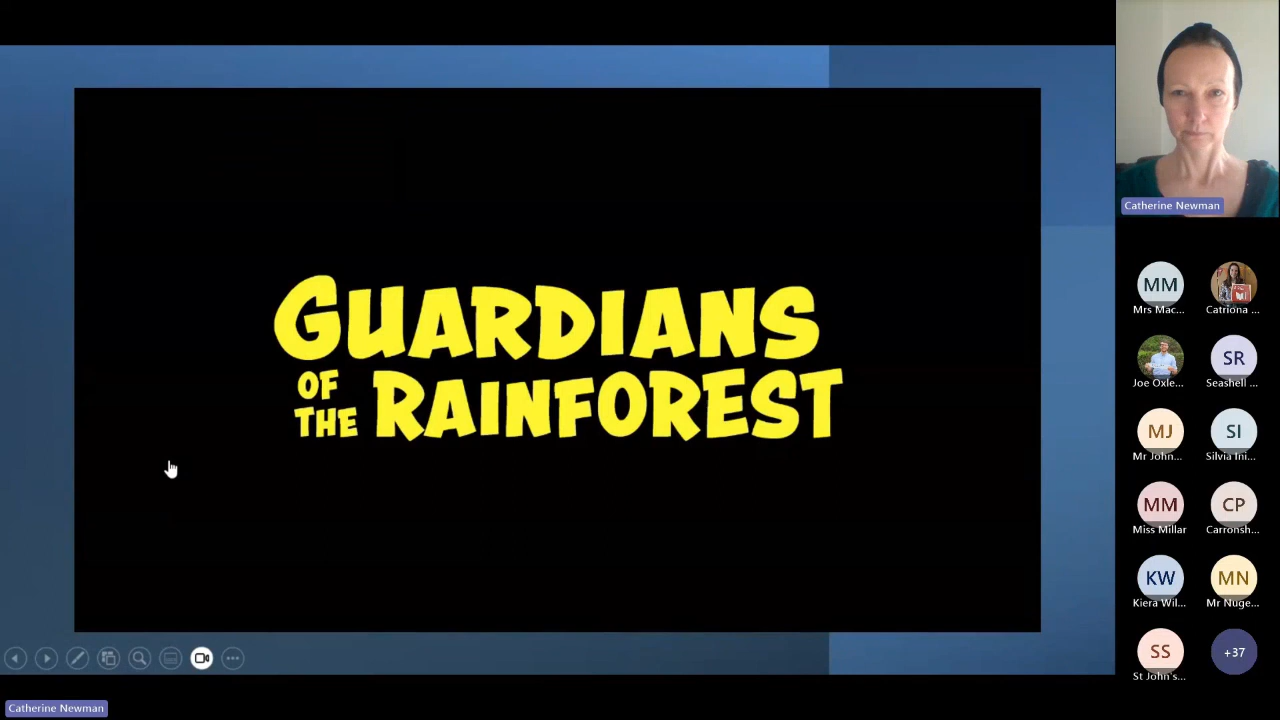 GUARDIANS
OF
THE RAINFOREST
Catherine Newman
MM
Mrs Mac...
Catriona ...
Joe Oxle...
SR
Seashell ...
MJ
Mr John...
SI
Silvia Ini...
MM
Miss Millar
CP
Carronsh...
KW
Kiera Wil...
MN
Mr Nuge...
SS
St John's...
+37
Catherine Newman